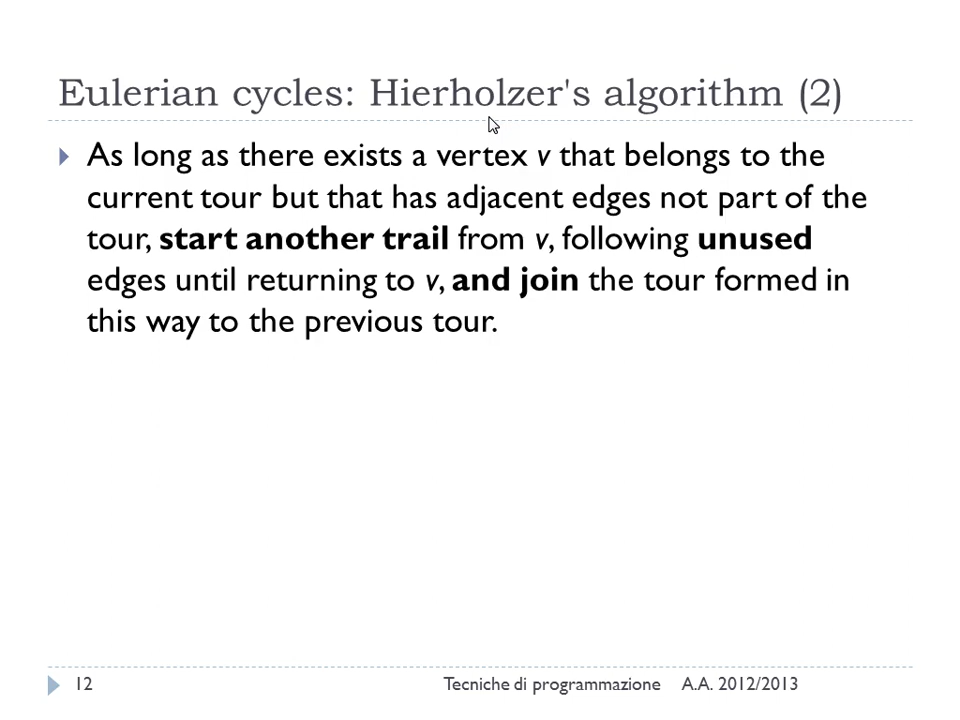 Eulerian cycles: Hierholzer's algorithm (2)
As long as there exists a vertex v that belongs to the
current tour but that has adjacent edges not part of the
tour, start another trail from v, following unused
edges until returning to v, and join the tour formed in
this way to the previous tour.
12 Tecniche di programmazione A.A. 2012/2013